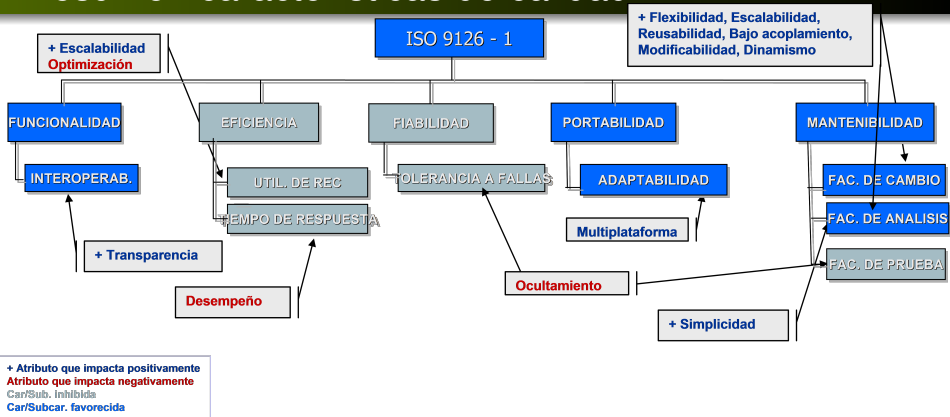 + Flexibilidad, Escalabilidad,
Reusabilidad, Bajo acoplamiento,
Modificabilidad, Dinamismo
ISO 9126 - 1
+ Escalabilidad
Optimización
FUNCIONALIDAD
EFICIENCIA
FIABILIDAD
PORTABILIDAD
MANTENIBILIDAD
INTEROPERAB.
UTIL. DE REC
TOLERANCIA A FALLAS
ADAPTABILIDAD
FAC. DE CAMBIO
TIEMPO DE RESPUESTA
FAC. DE ANALISIS
Multiplataforma
+ Transparencia
FAC. DE PRUEBA
Ocultamiento
Desempeño
+ Simplicidad
+ Atributo que impacta positivamente
Atributo que impacta negativamente
Car/Sub. inhibida
Car/Subcar. favorecida